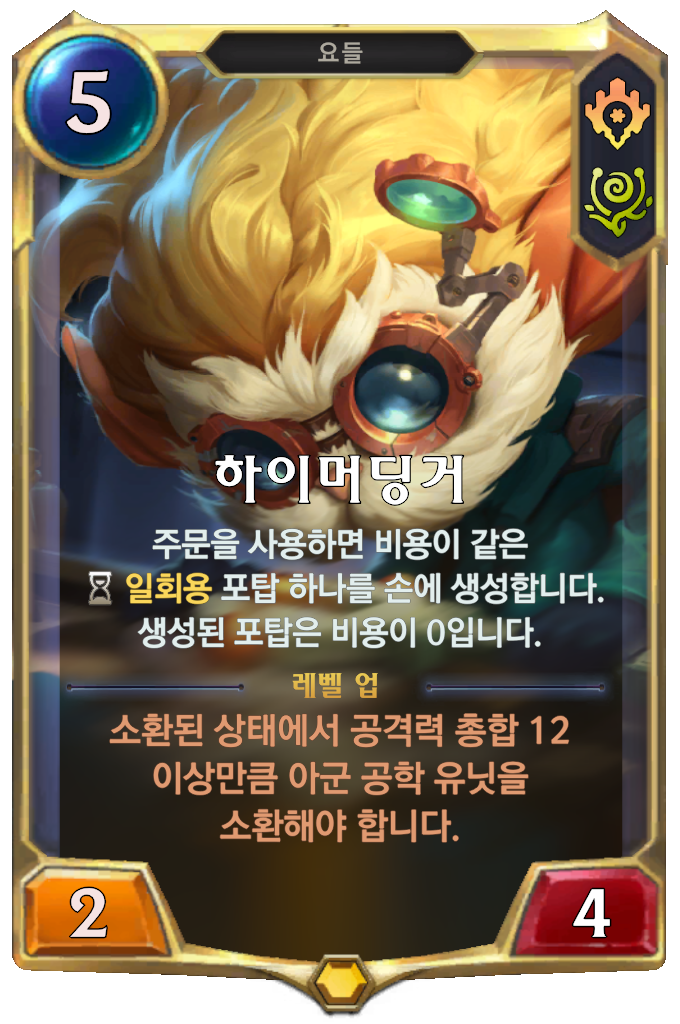 5
요들
하이머딩거
주문을 사용하면 비용이 같은
일회용 포탑 하나를 손에 생성합니다.
생성된 포탑은 비용이 0입니다.
레벨 업
소환된 상태에서 공격력 총합 12
이상만큼 아군 공학 유닛을
소환해야 합니다.
2
4